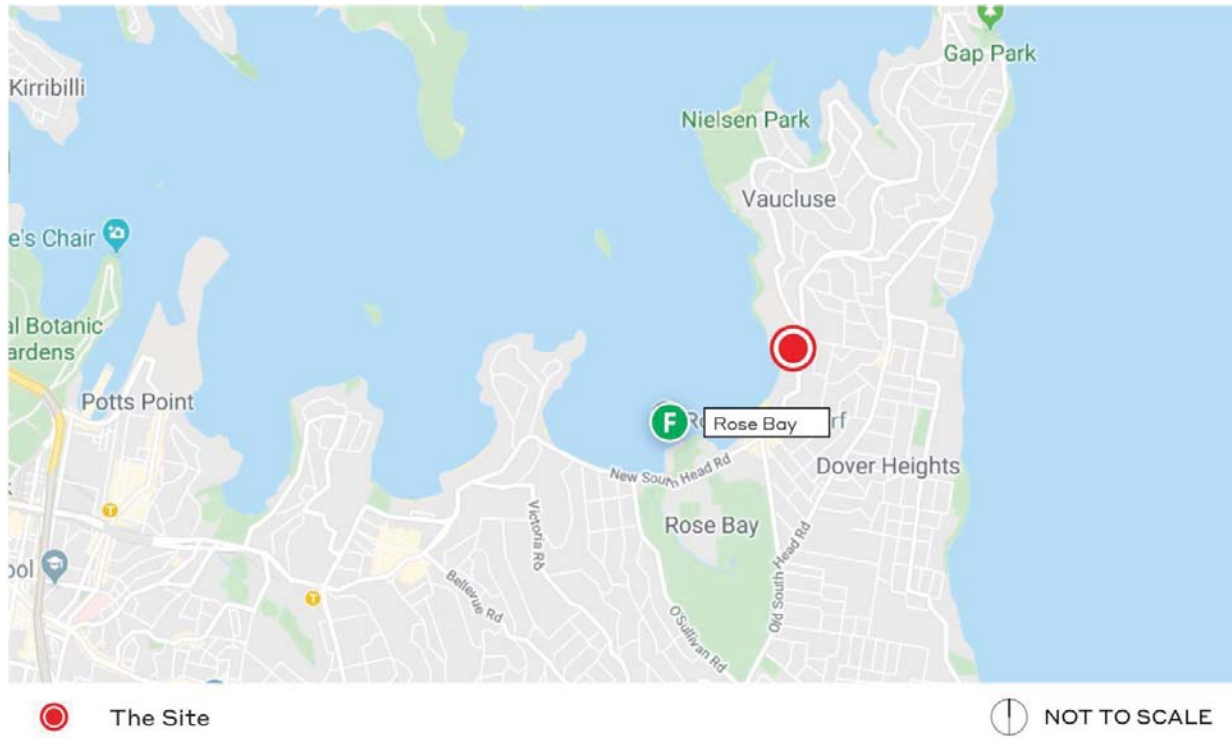 Gap Park
Kirribilli
Nielsen Park
Vaucluse
e's Chair
al Botanic
ardens
Potts Point
F
Rose Bay
rf
Dover Heights
New South Head Rd
Victoria Rd
Rose Bay
Bellevue Rd
O'Sullivan Rd
Old South Head Rd
T
T
ool
The Site
NOT TO SCALE